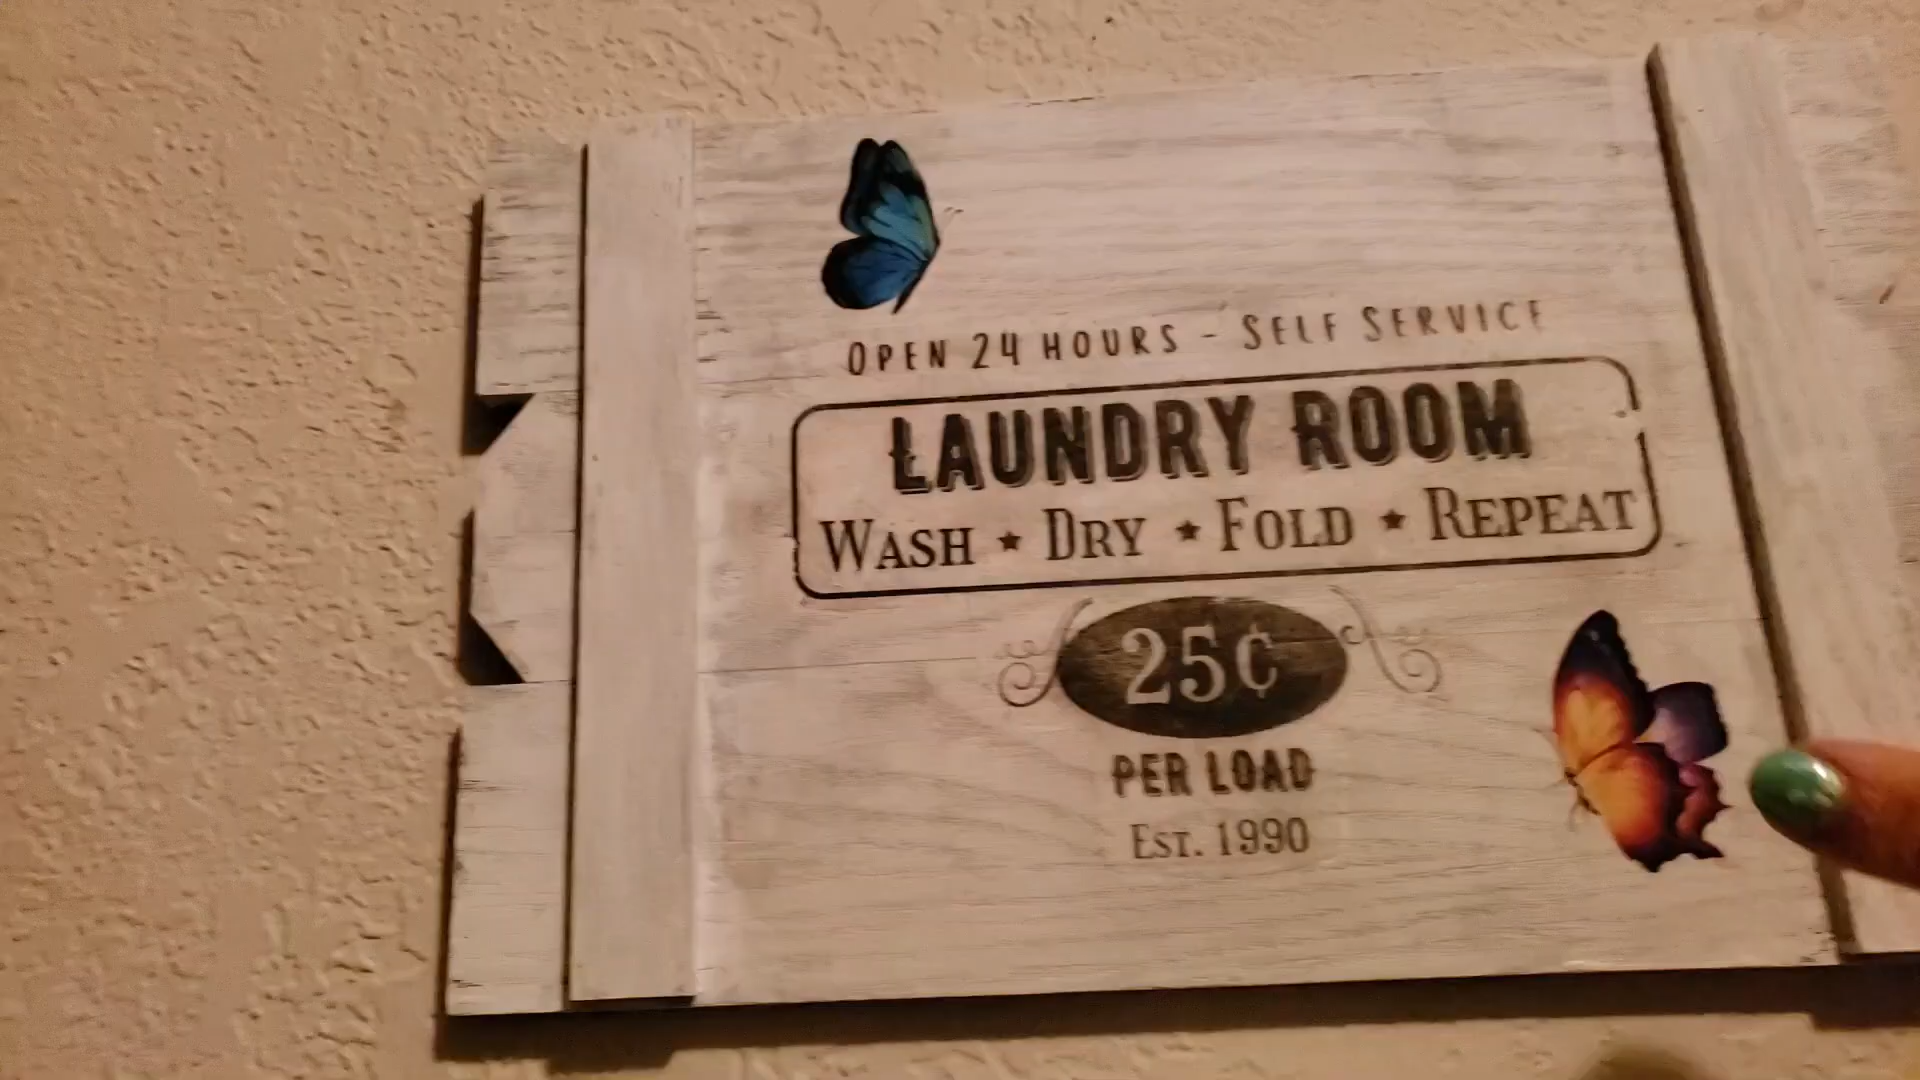 OPEN 24 HOURS - SELF SERVICE
LAUNDRY ROOM
WASH ★ DRY ★ FOLD ★ REPEAT
25¢
PER LOAD
EST. 1990